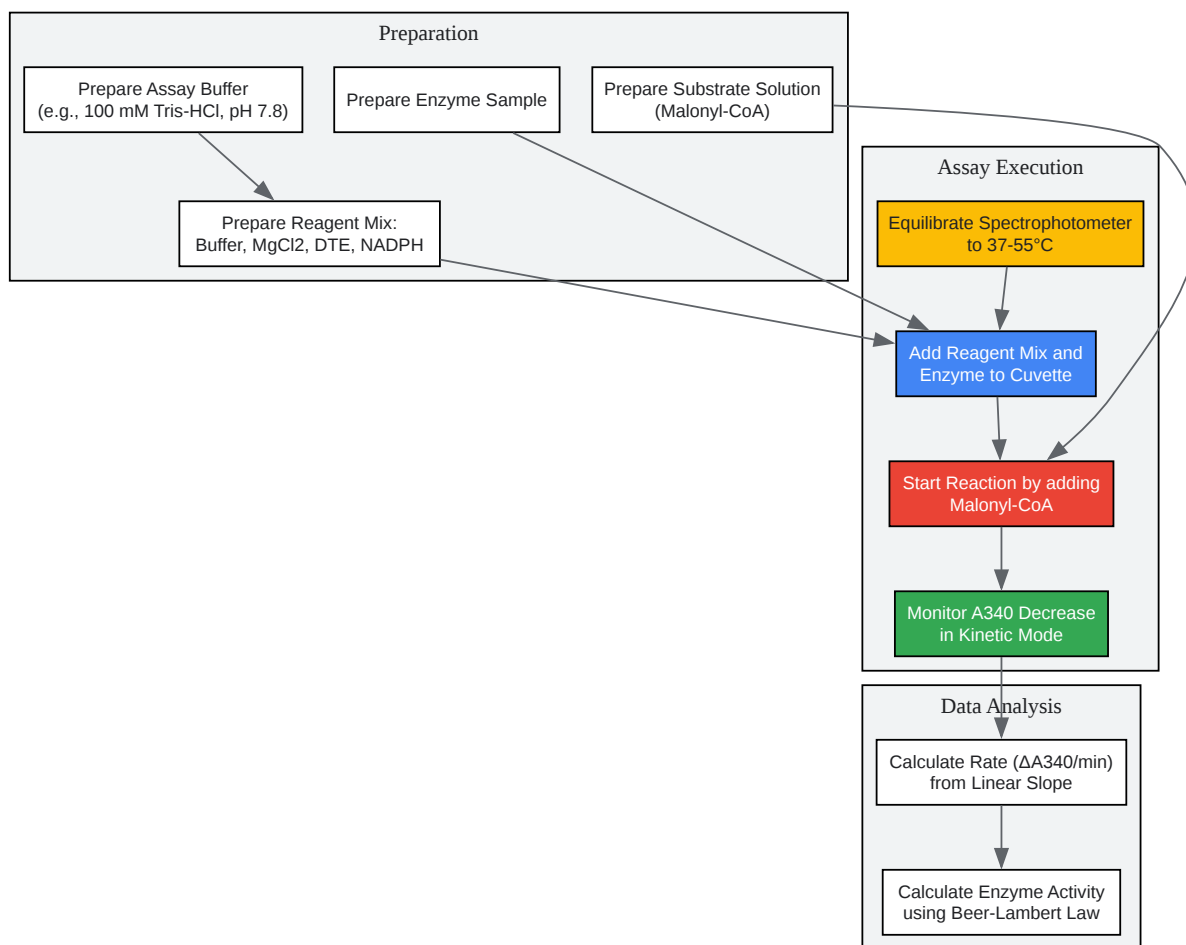 Preparation
Prepare Assay Buffer
(e.g., 100 mM Tris-HCl, pH 7.8)
Prepare Enzyme Sample
Prepare Substrate Solution
(Malonyl-CoA)
Prepare Reagent Mix:
Buffer, MgCl2, DTE, NADPH
Assay Execution
Equilibrate Spectrophotometer
to 37-55°C
Add Reagent Mix and
Enzyme to Cuvette
Start Reaction by adding
Malonyl-CoA
Monitor A340 Decrease
in Kinetic Mode
Data Analysis
Calculate Rate (ΔA340/min)
from Linear Slope
Calculate Enzyme Activity
using Beer-Lambert Law